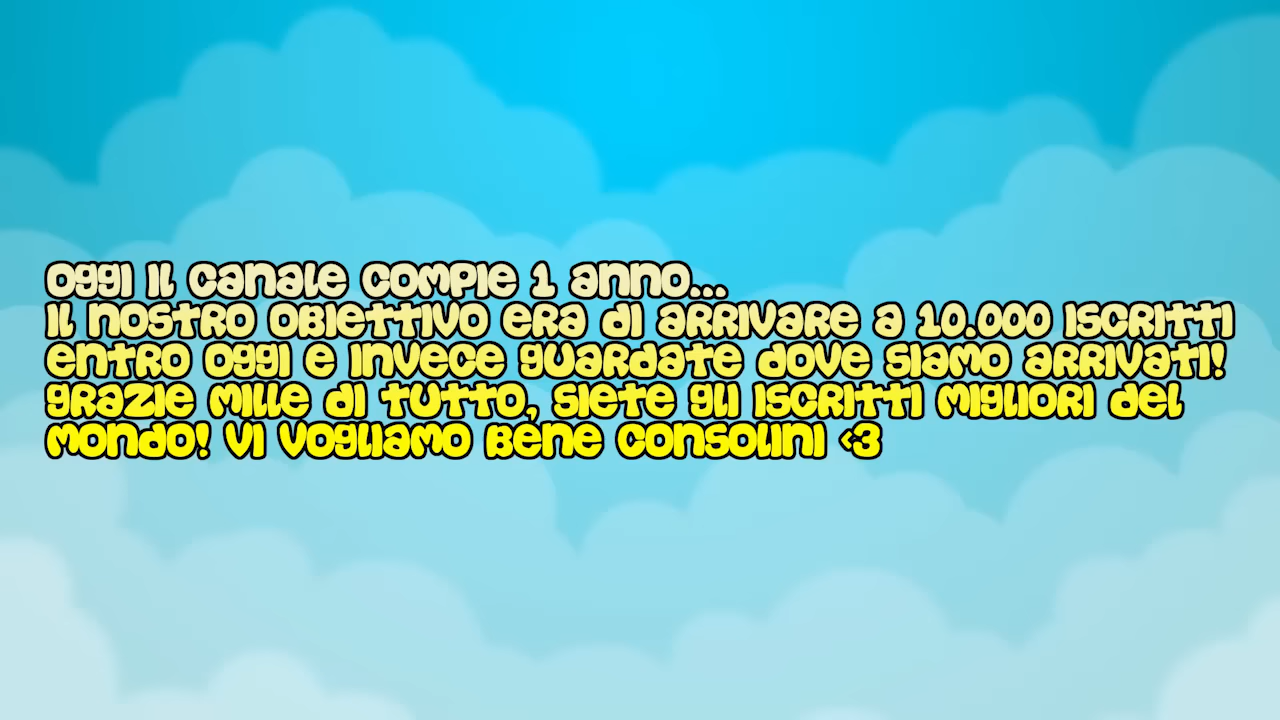 Oggi il canale compie 1 anno...
Il nostro obiettivo era di arrivare a 10.000 iscritti
entro oggi e invece guardate dove siamo arrivati!
Grazie mille di tutto, siete gli iscritti migliori del
mondo! Vi vogliamo bene consolini <3